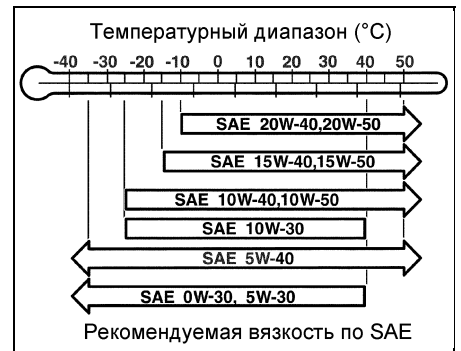 Температурный диапазон (°C)
-40 -30 -20 -10 0 10 20 30 40 50
SAE 20W-40,20W-50
SAE 15W-40,15W-50
SAE 10W-40,10W-50
SAE 10W-30
SAE 5W-40
SAE 0W-30, 5W-30
Рекомендуемая вязкость по SAE